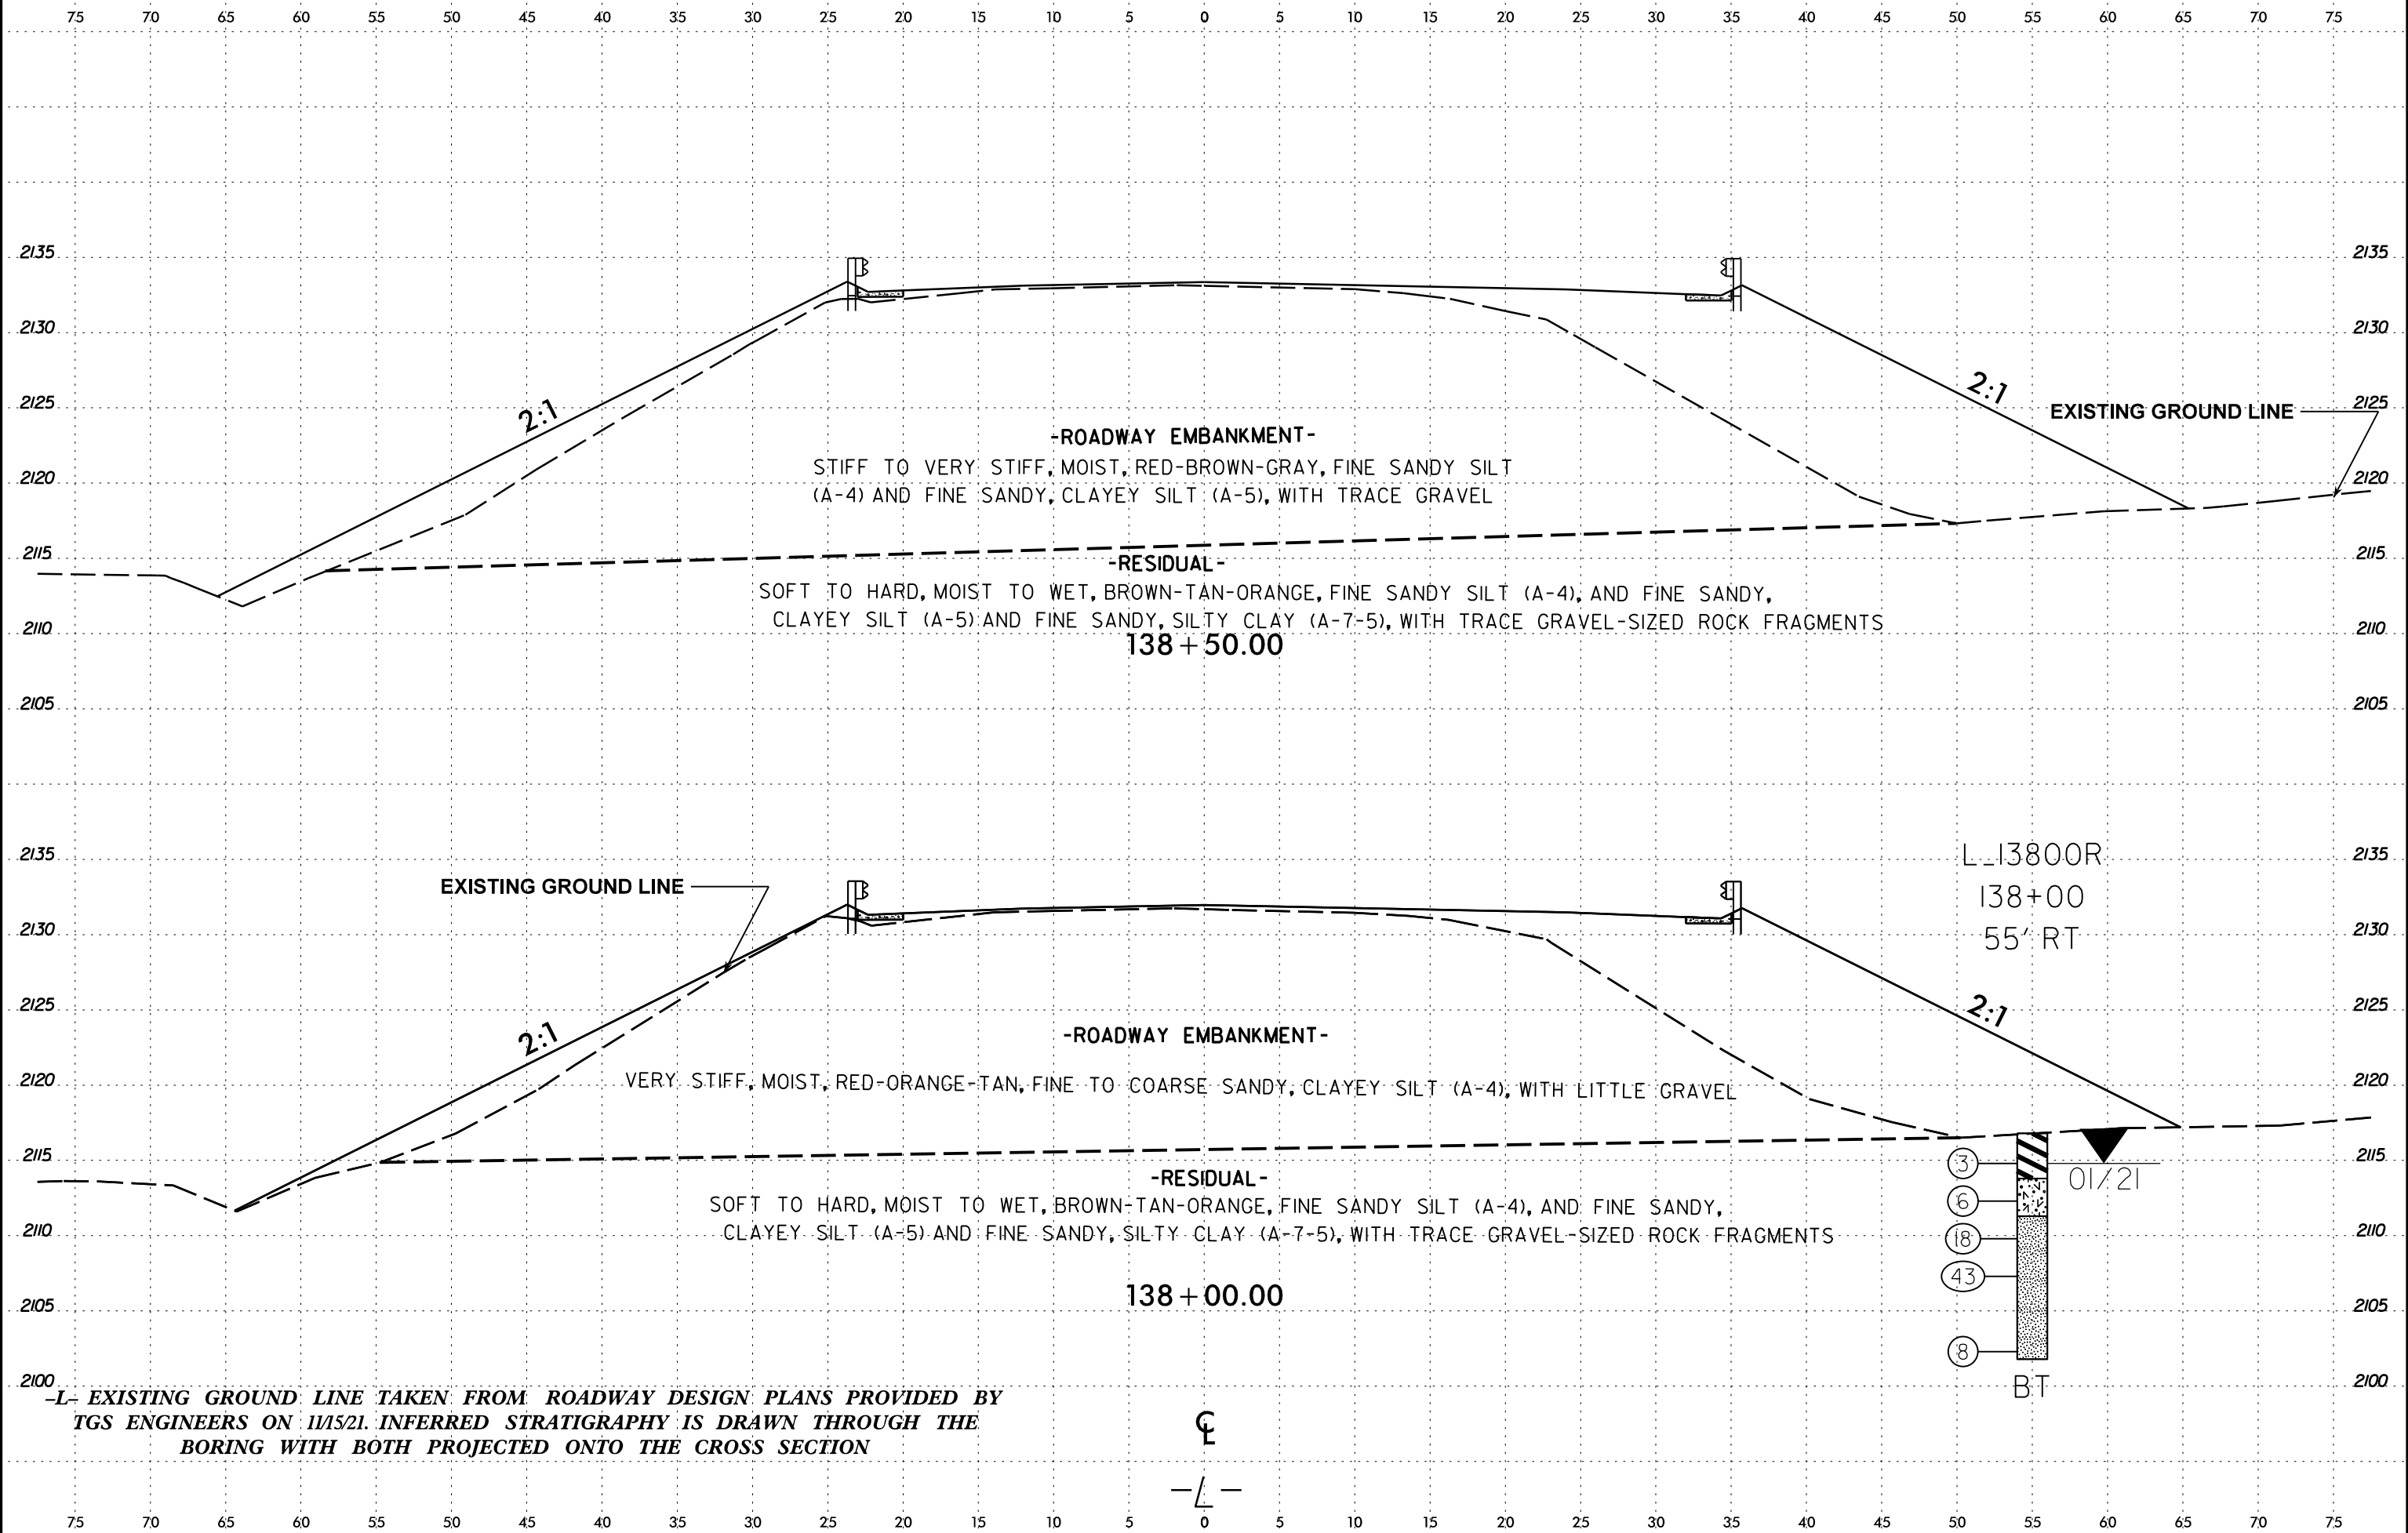 75 70 65 60 55 50 45 40 35 30 25 20 15 10 5 0 5 10 15 20 25 30 35 40 45 50 55 60 65 70 75
2135 2135
2130 2130
2:1 2:1
2125 EXISTING GROUND LINE 2125
-ROADWAY EMBANKMENT-
STIFF TO VERY STIFF, MOIST, RED-BROWN-GRAY, FINE SANDY SILT
2120 2120
(A-4) AND FINE SANDY, CLAYEY SILT (A-5), WITH TRACE GRAVEL
2115 2115
-RESIDUAL-
SOFT TO HARD, MOIST TO WET, BROWN-TAN-ORANGE, FINE SANDY SILT (A-4), AND FINE SANDY,
CLAYEY SILT (A-5) AND FINE SANDY, SILTY CLAY (A-7-5), WITH TRACE GRAVEL-SIZED ROCK FRAGMENTS
2110 2110
138+50.00
2105 2105
2135 L_13800R 2135
EXISTING GROUND LINE
138+00
2130 55' RT 2130
2125 2125
2:1 2:1
-ROADWAY EMBANKMENT-
2120 2120
VERY STIFF, MOIST, RED-ORANGE-TAN, FINE TO COARSE SANDY, CLAYEY SILT (A-4), WITH LITTLE GRAVEL
2115 2115
3
-RESIDUAL- 01/21
6
SOFT TO HARD, MOIST TO WET, BROWN-TAN-ORANGE, FINE SANDY SILT (A-4), AND FINE SANDY,
2110 2110
CLAYEY SILT (A-5) AND FINE SANDY, SILTY CLAY (A-7-5), WITH TRACE GRAVEL-SIZED ROCK FRAGMENTS
18
43
138+00.00
2105 2105
8
2100 BT 2100
-L- EXISTING GROUND LINE TAKEN FROM ROADWAY DESIGN PLANS PROVIDED BY
TGS ENGINEERS ON 11/15/21. INFERRED STRATIGRAPHY IS DRAWN THROUGH THE
BORING WITH BOTH PROJECTED ONTO THE CROSS SECTION
℄
-L-
75 70 65 60 55 50 45 40 35 30 25 20 15 10 5 0 5 10 15 20 25 30 35 40 45 50 55 60 65 70 75